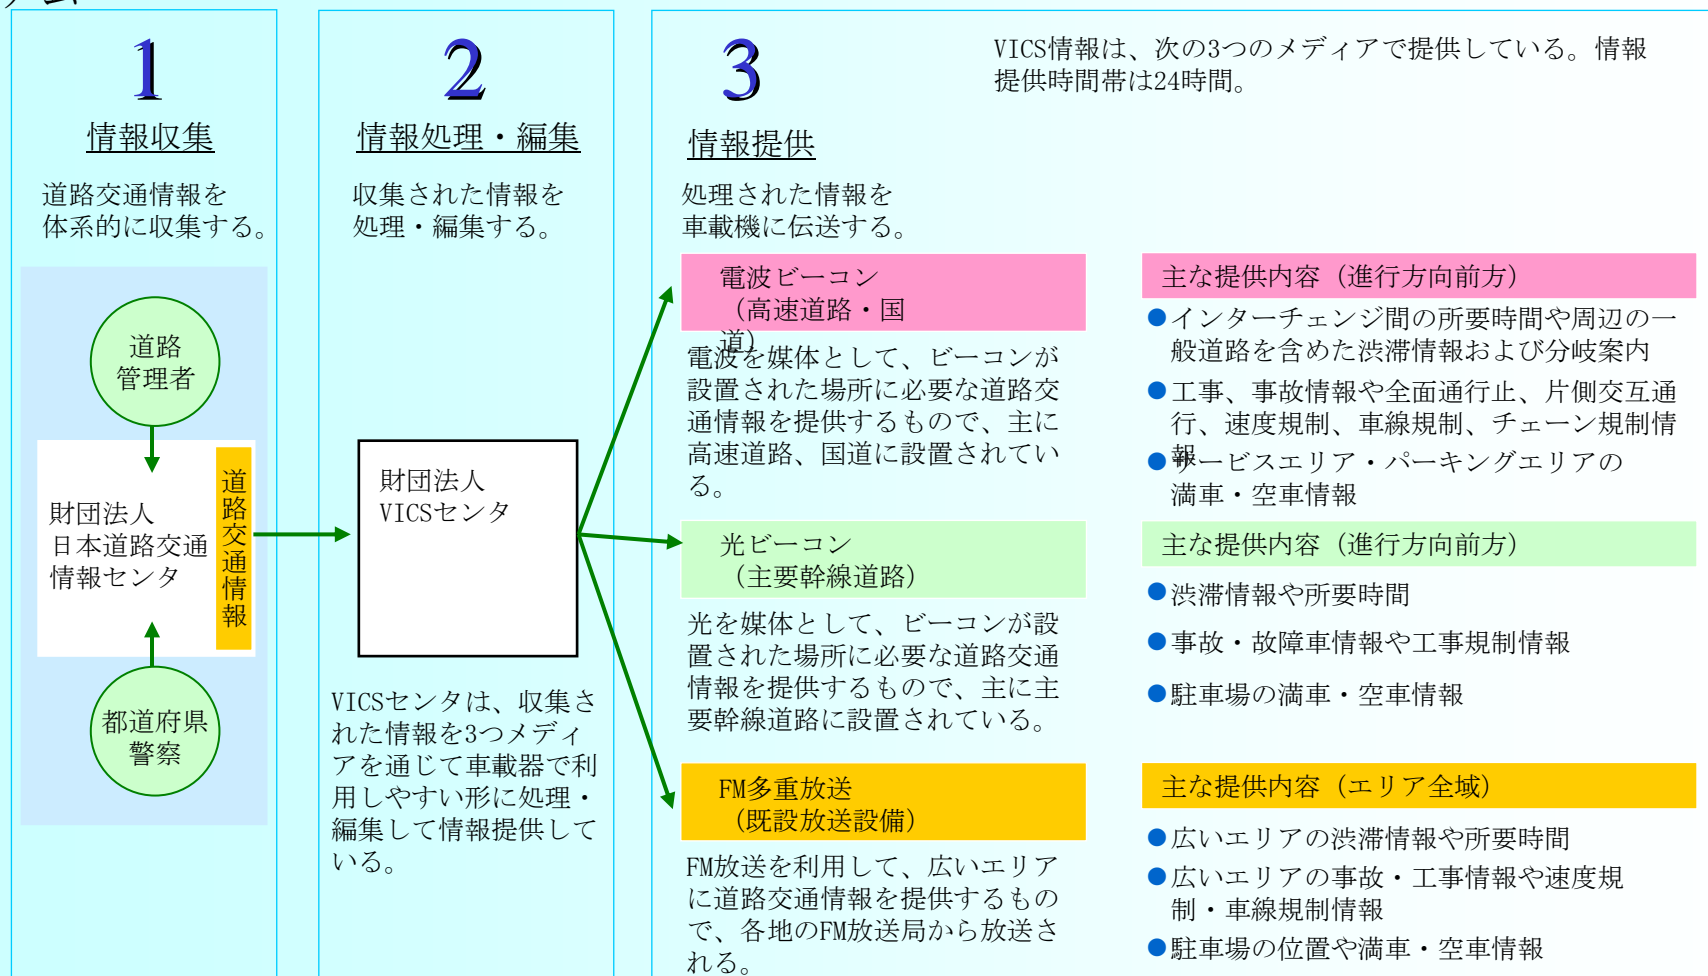 1
情報収集
道路交通情報を
体系的に収集する。
道路
管理者
財団法人
日本道路交通
情報センタ
道路交通情報
都道府県
警察
2
情報処理・編集
収集された情報を
処理・編集する。
財団法人
VICSセンタ
VICSセンタは、収集さ
れた情報を3つメディ
アを通じて車載器で利
用しやすい形に処理・
編集して情報提供して
いる。
3
情報提供
処理された情報を
車載機に伝送する。
VICS情報は、次の3つのメディアで提供している。情報
提供時間帯は24時間。
電波ビーコン
（高速道路・国
道）
電波を媒体として、ビーコンが
設置された場所に必要な道路交
通情報を提供するもので、主に
高速道路、国道に設置されてい
る。
主な提供内容（進行方向前方）
●インターチェンジ間の所要時間や周辺の一
般道路を含めた渋滞情報および分岐案内
●工事、事故情報や全面通行止、片側交互通
行、速度規制、車線規制、チェーン規制情
報
●サービスエリア・パーキングエリアの
満車・空車情報
光ビーコン
（主要幹線道路）
光を媒体として、ビーコンが設
置された場所に必要な道路交通
情報を提供するもので、主に主
要幹線道路に設置されている。
主な提供内容（進行方向前方）
●渋滞情報や所要時間
●事故・故障車情報や工事規制情報
●駐車場の満車・空車情報
FM多重放送
（既設放送設備）
FM放送を利用して、広いエリア
に道路交通情報を提供するもの
で、各地のFM放送局から放送さ
れる。
主な提供内容（エリア全域）
●広いエリアの渋滞情報や所要時間
●広いエリアの事故・工事情報や速度規
制・車線規制情報
●駐車場の位置や満車・空車情報